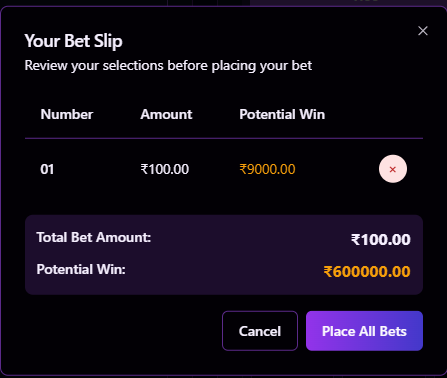 Your Bet Slip
Review your selections before placing your bet
Number Amount Potential Win
01 ₹100.00 ₹9000.00 ×
Total Bet Amount: ₹100.00
Potential Win: ₹600000.00
Cancel Place All Bets